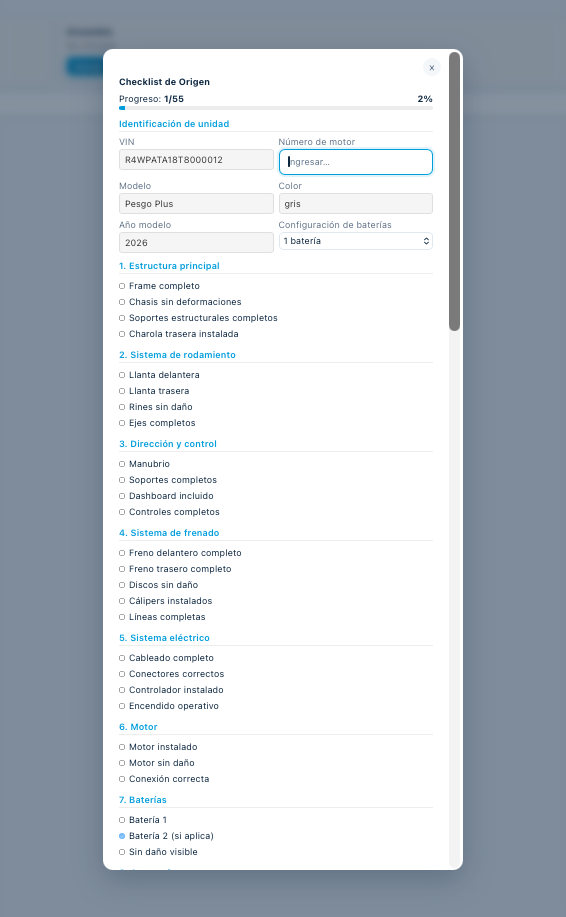 x
Checklist de Origen
Progreso: 1/55 2%
Identificación de unidad
VIN Número de motor
R4WPATA18T8000012 Ingresar...
Modelo Color
Pesgo Plus gris
Año modelo Configuración de baterías
2026 1 batería
1. Estructura principal
Frame completo
Chasis sin deformaciones
Soportes estructurales completos
Charola trasera instalada
2. Sistema de rodamiento
Llanta delantera
Llanta trasera
Rines sin daño
Ejes completos
3. Dirección y control
Manubrio
Soportes completos
Dashboard incluido
Controles completos
4. Sistema de frenado
Freno delantero completo
Freno trasero completo
Discos sin daño
Cálipers instalados
Líneas completas
5. Sistema eléctrico
Cableado completo
Conectores correctos
Controlador instalado
Encendido operativo
6. Motor
Motor instalado
Motor sin daño
Conexión correcta
7. Baterías
Batería 1
Batería 2 (si aplica)
Sin daño visible